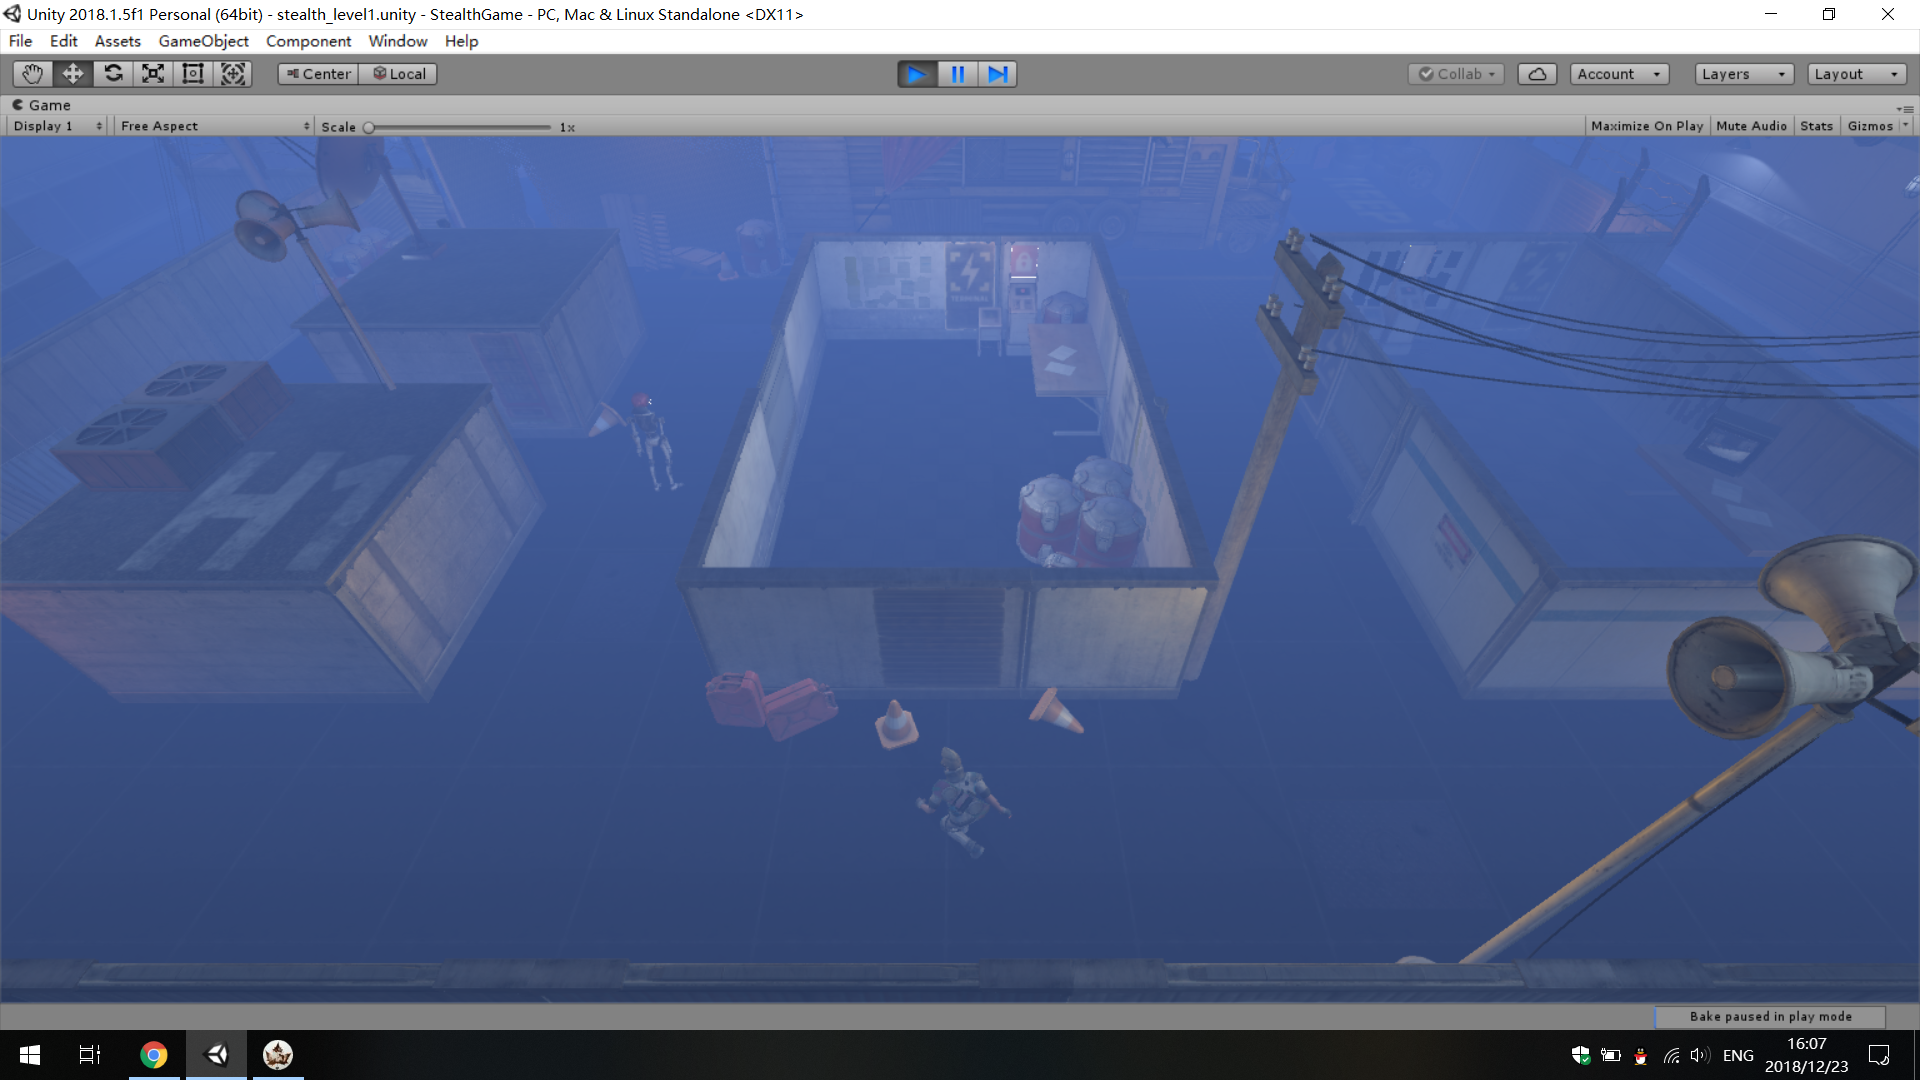 Unity 2018.1.5f1 Personal (64bit) - stealth_level1.unity - StealthGame - PC, Mac & Linux Standalone <DX11>
File Edit Assets GameObject Component Window Help
Center Local Collab Account Layers Layout
Game
Display 1 Free Aspect Scale 1x Maximize On Play Mute Audio Stats Gizmos
TERMINAL
H1
Bake paused in play mode
ENG
16:07
2018/12/23